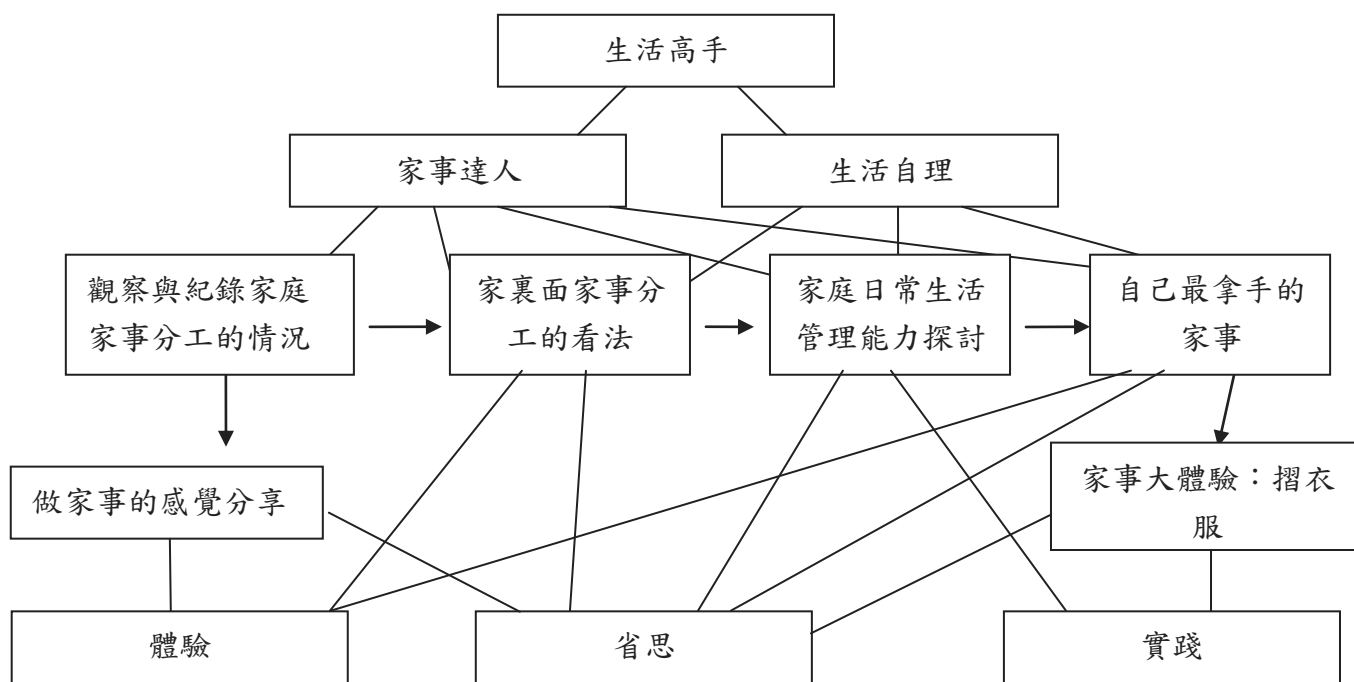 生活高手
家事達人
生活自理
觀察與紀錄家庭
家事分工的情況
家裏面家事分
工的看法
家庭日常生活
管理能力探討
自己最拿手的
家事
做家事的感覺分享
家事大體驗：摺衣
服
體驗
省思
實踐